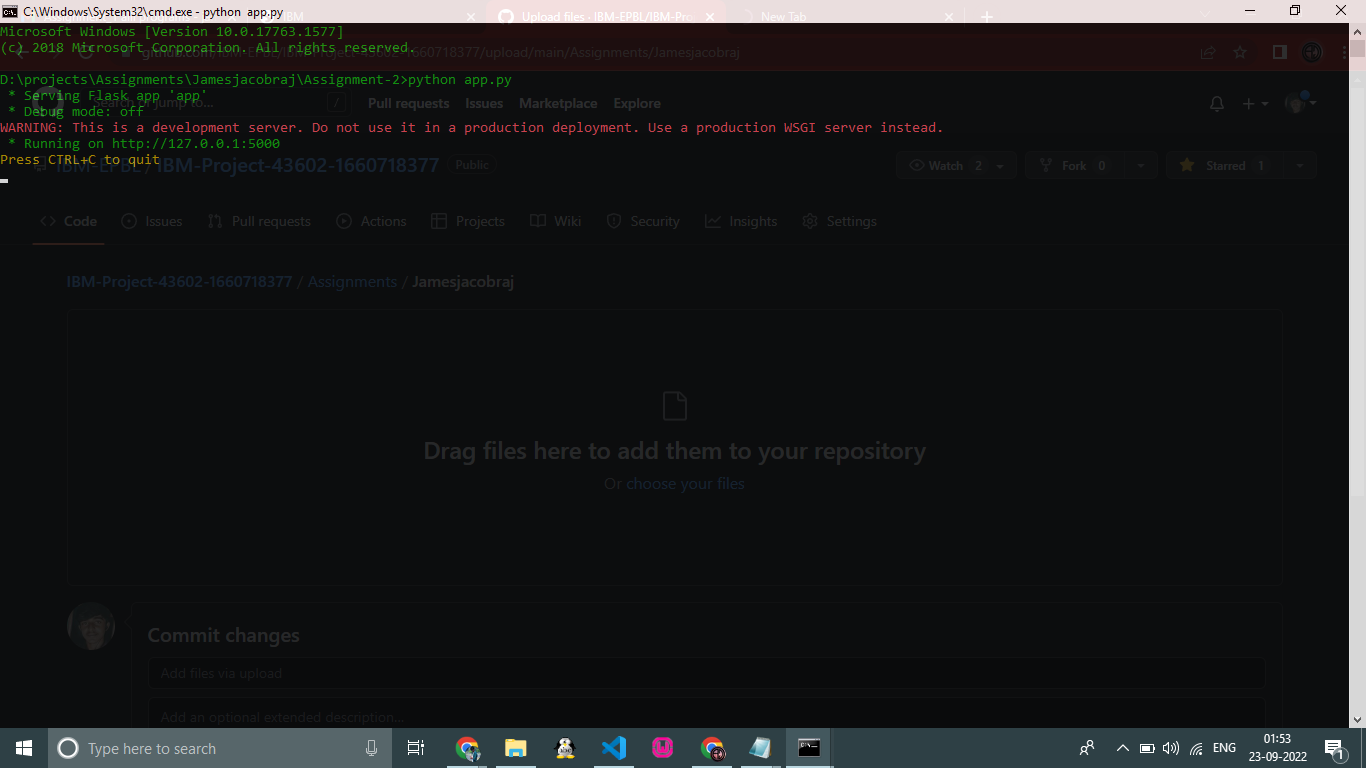 C:\Windows\System32\cmd.exe - python app.py
Upload files · IBM-EPBL/IBM-Pro
New Tab
Microsoft Windows [Version 10.0.17763.1577]
(c) 2018 Microsoft Corporation. All rights reserved.
1660718377/upload/main/Assignments/Jamesjacobraj
D:\projects\Assignments\Jamesjacobraj\Assignment-2>python app.py
* Serving Flask app 'app'
Pull requests Issues Marketplace Explore
* Debug mode: off
WARNING: This is a development server. Do not use it in a production deployment. Use a production WSGI server instead.
* Running on http://127.0.0.1:5000
Press CTRL+C to quit
IBM-EPBL/IBM-Project-43602-1660718377 Public
Watch 2 Fork 0 Starred 1
Code Issues Pull requests Actions Projects Wiki Security Insights Settings
IBM-Project-43602-1660718377 / Assignments / Jamesjacobraj
Drag files here to add them to your repository
Or choose your files
Commit changes
Add files via upload
Add an optional extended description...
Type here to search
ENG
01:53
23-09-2022
1